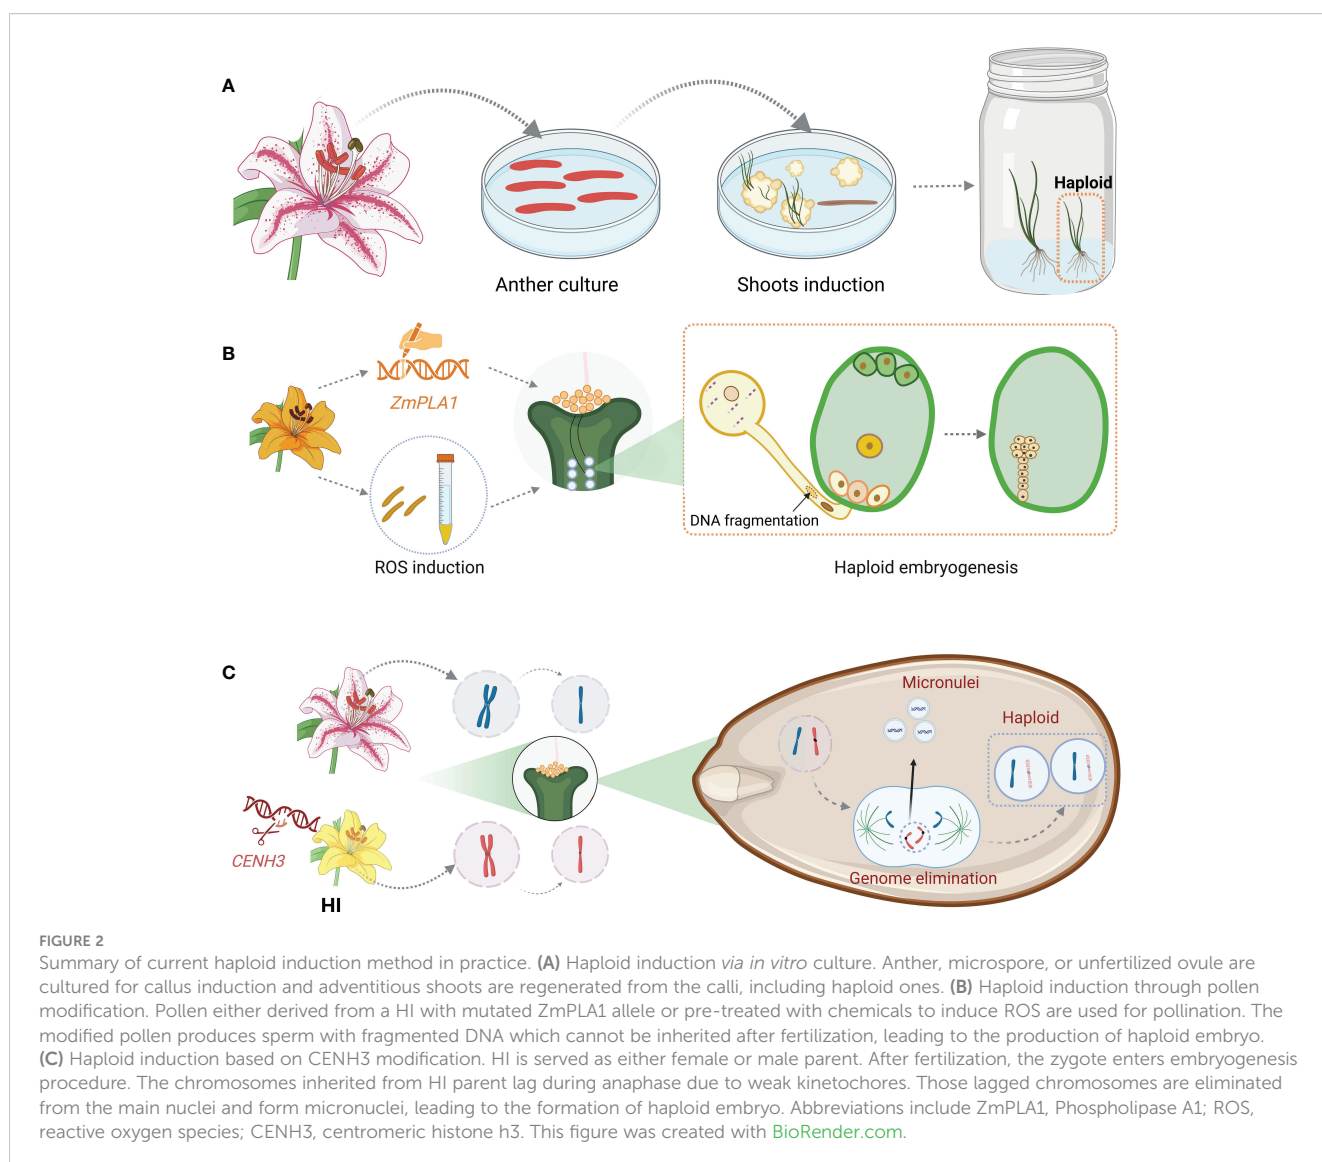 A
Haploid
Anther culture
Shoots induction
B
ZmPLA1
DNA fragmentation
ROS induction
Haploid embryogenesis
C
Micronulei
Haploid
CENH3
Genome elimination
HI
FIGURE 2
Summary of current haploid induction method in practice. (A) Haploid induction via in vitro culture. Anther, microspore, or unfertilized ovule are
cultured for callus induction and adventitious shoots are regenerated from the calli, including haploid ones. (B) Haploid induction through pollen
modification. Pollen either derived from a HI with mutated ZmPLA1 allele or pre-treated with chemicals to induce ROS are used for pollination. The
modified pollen produces sperm with fragmented DNA which cannot be inherited after fertilization, leading to the production of haploid embryo.
(C) Haploid induction based on CENH3 modification. HI is served as either female or male parent. After fertilization, the zygote enters embryogenesis
procedure. The chromosomes inherited from HI parent lag during anaphase due to weak kinetochores. Those lagged chromosomes are eliminated
from the main nuclei and form micronuclei, leading to the formation of haploid embryo. Abbreviations include ZmPLA1, Phospholipase A1; ROS,
reactive oxygen species; CENH3, centromeric histone h3. This figure was created with BioRender.com.